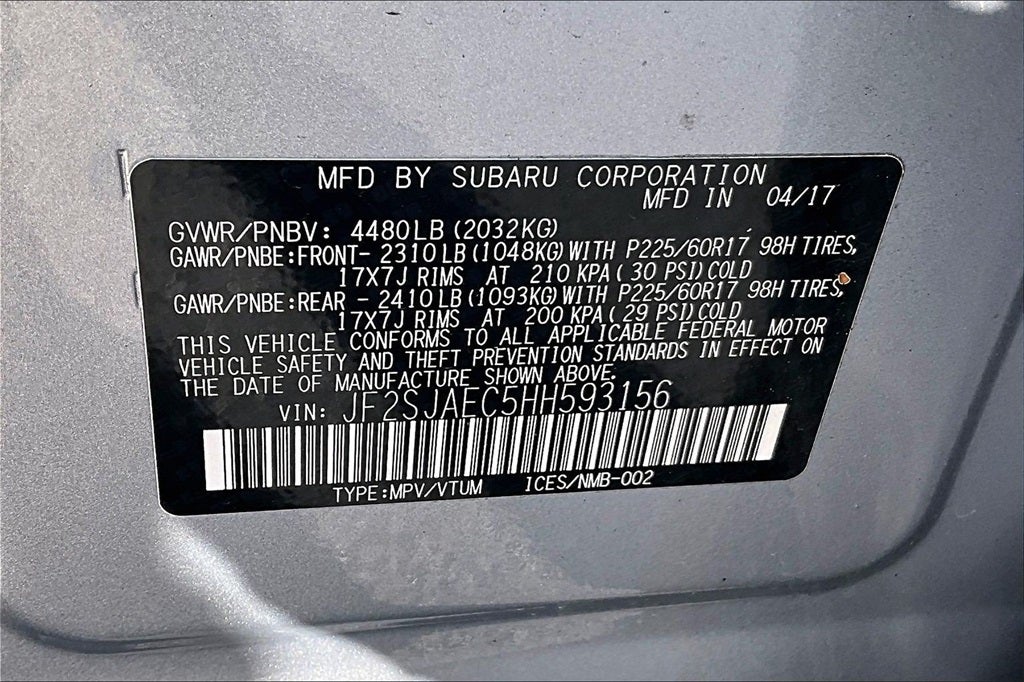 MFD BY SUBARU CORPORATION
MFD IN 04/17
GVWR/PNBV: 4480LB(2032KG)
GAWR/PNBE:FRONT- 2310LB(1048KG)WITH P225/60R17 98H TIRES,
17X7J RIMS AT 210 KPA(30 PSI)COLD
GAWR/PNBE:REAR - 2410LB(1093KG)WITH P225/60R17 98H TIRES,
17X7J RIMS AT 200 KPA(29 PSI)COLD
THIS VEHICLE CONFORMS TO ALL APPLICABLE FEDERAL MOTOR
VEHICLE SAFETY AND THEFT PREVENTION STANDARDS IN EFFECT ON
THE DATE OF MANUFACTURE SHOWN ABOVE.
VIN: JF2SJAEC5HH593156
TYPE:MPV/VTUM ICES/NMB-002